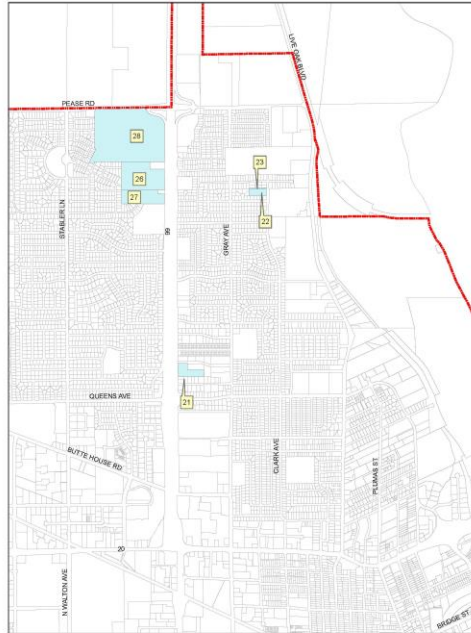 LIVE OAK BLVD
PEASE RD
28
23
26
27
22
STABLER LN
99
GRAY AVE
21
QUEENS AVE
BUTTE HOUSE RD
CLARK AVE
PLUMAS ST
20
N WALTON AVE
BRIDGE ST